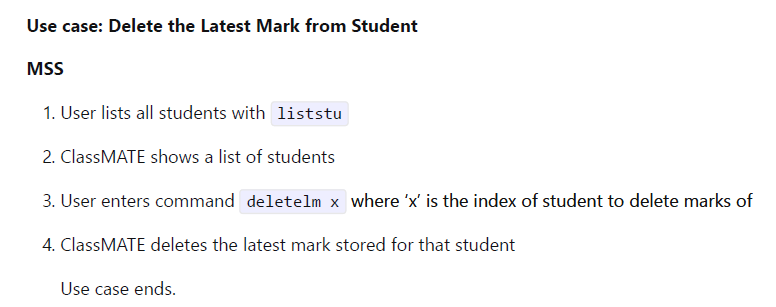 Use case: Delete the Latest Mark from Student
MSS
1. User lists all students with liststu
2. ClassMATE shows a list of students
3. User enters command deletelm x where ‘x’ is the index of student to delete marks of
4. ClassMATE deletes the latest mark stored for that student
Use case ends.